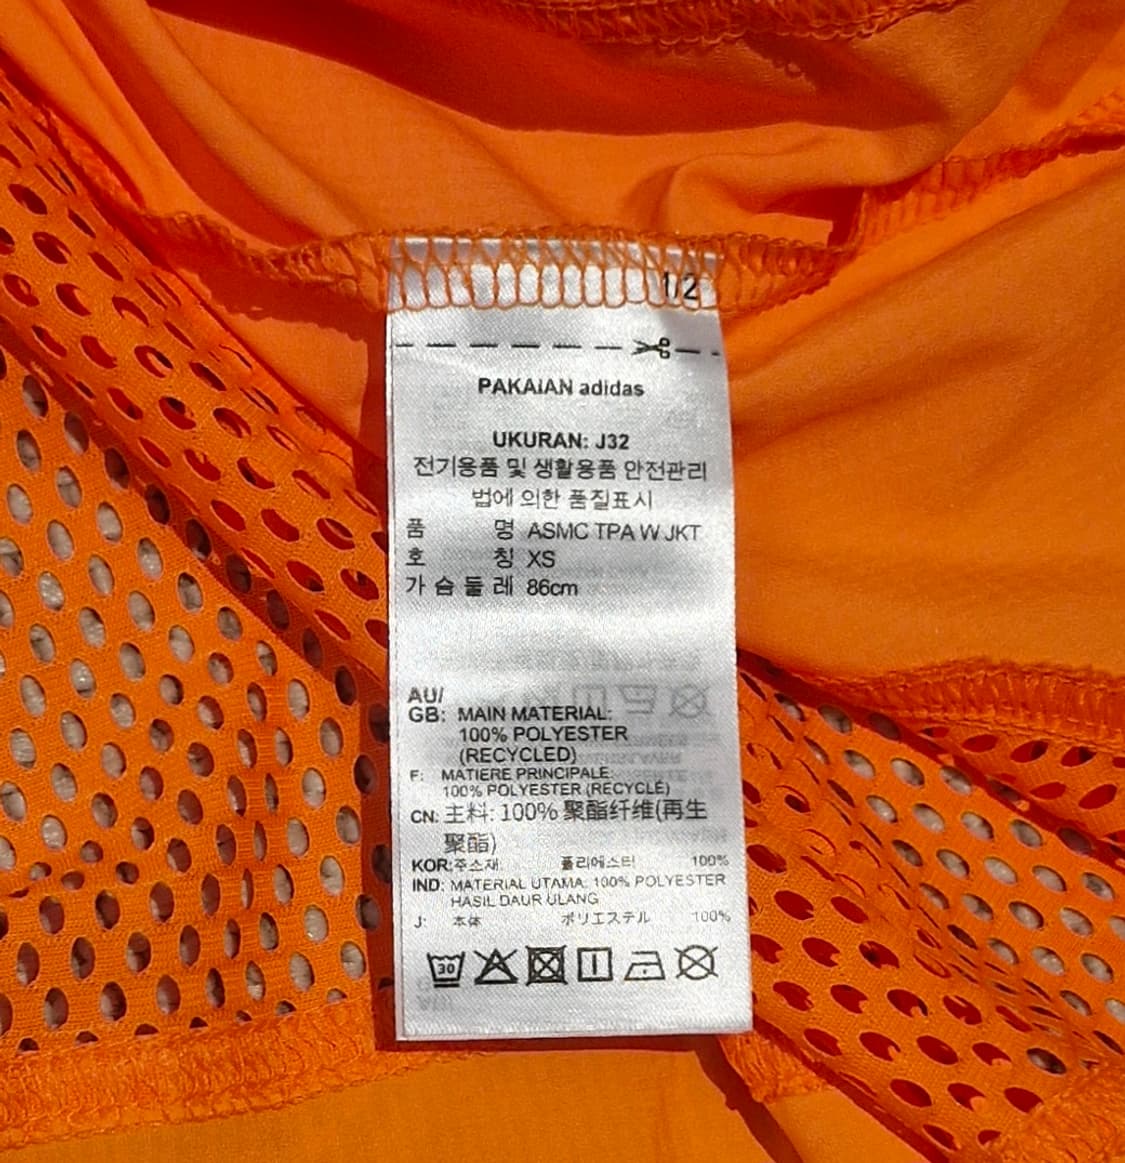 1/2
PAKAIAN adidas
UKURAN: J32
전기용품 및 생활용품 안전관리
법에 의한 품질표시
품 명 ASMC TPA W JKT
호 칭 XS
가 슴 둘 레 86cm
AU/
GB: MAIN MATERIAL:
100% POLYESTER
(RECYCLED)
F: MATIERE PRINCIPALE:
100% POLYESTER (RECYCLÉ)
CN: 主料: 100% 聚酯纤维(再生
聚酯)
KOR: 주소재 폴리에스터 100%
IND: MATERIAL UTAMA: 100% POLYESTER
HASIL DAUR ULANG
J: 本体 ポリエステル 100%
30